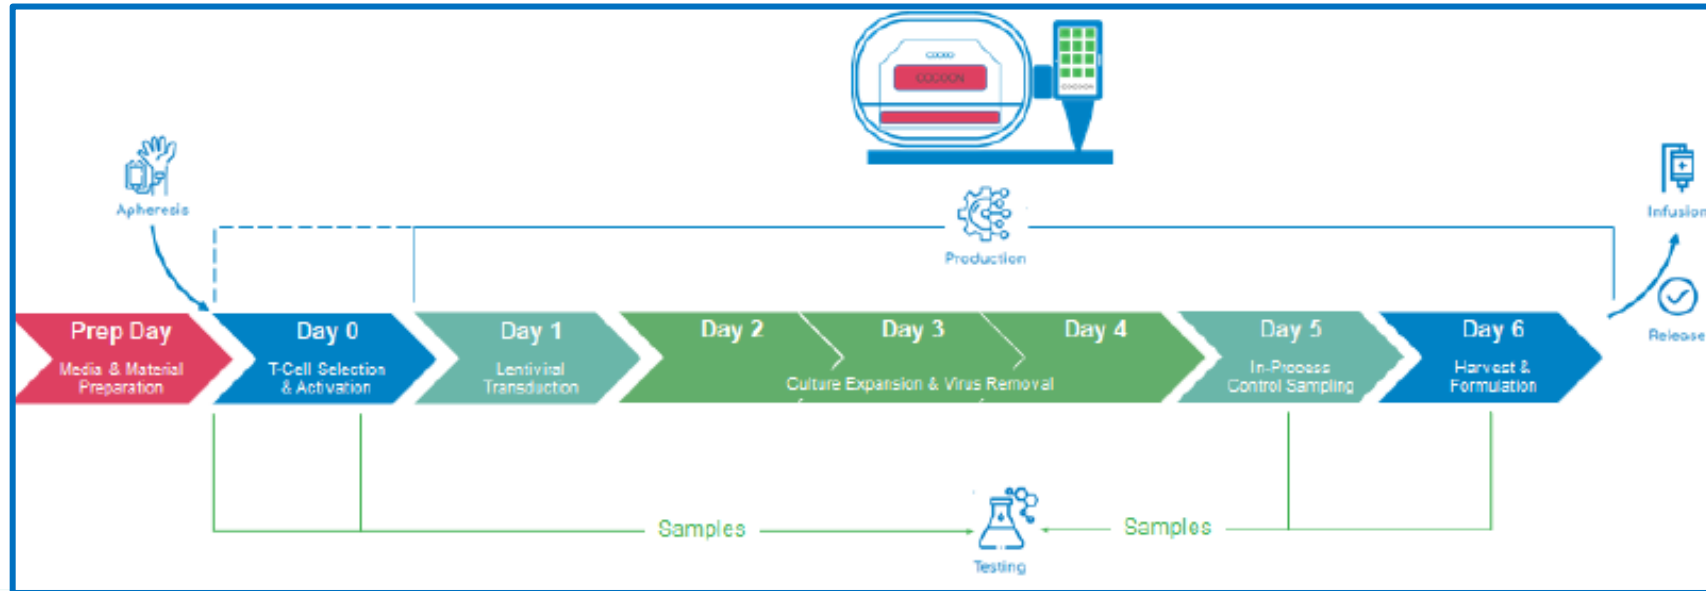 COCOON
COCOON
Apheresis
Infusion
Production
Release
Prep Day
Media & Material
Preparation
Day 0
T-Cell Selection
& Activation
Day 1
Lentiviral
Transduction
Day 2
Day 3
Day 4
Culture Expansion & Virus Removal
Day 5
In-Process
Control Sampling
Day 6
Harvest &
Formulation
Samples
Samples
Testing